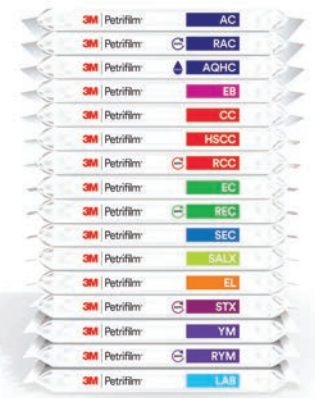 3M Petrifilm AC
3M Petrifilm RAC
3M Petrifilm AQHC
3M Petrifilm EB
3M Petrifilm CC
3M Petrifilm HSCC
3M Petrifilm RCC
3M Petrifilm EC
3M Petrifilm REC
3M Petrifilm SEC
3M Petrifilm SALX
3M Petrifilm EL
3M Petrifilm STX
3M Petrifilm YM
3M Petrifilm RYM
3M Petrifilm LAB